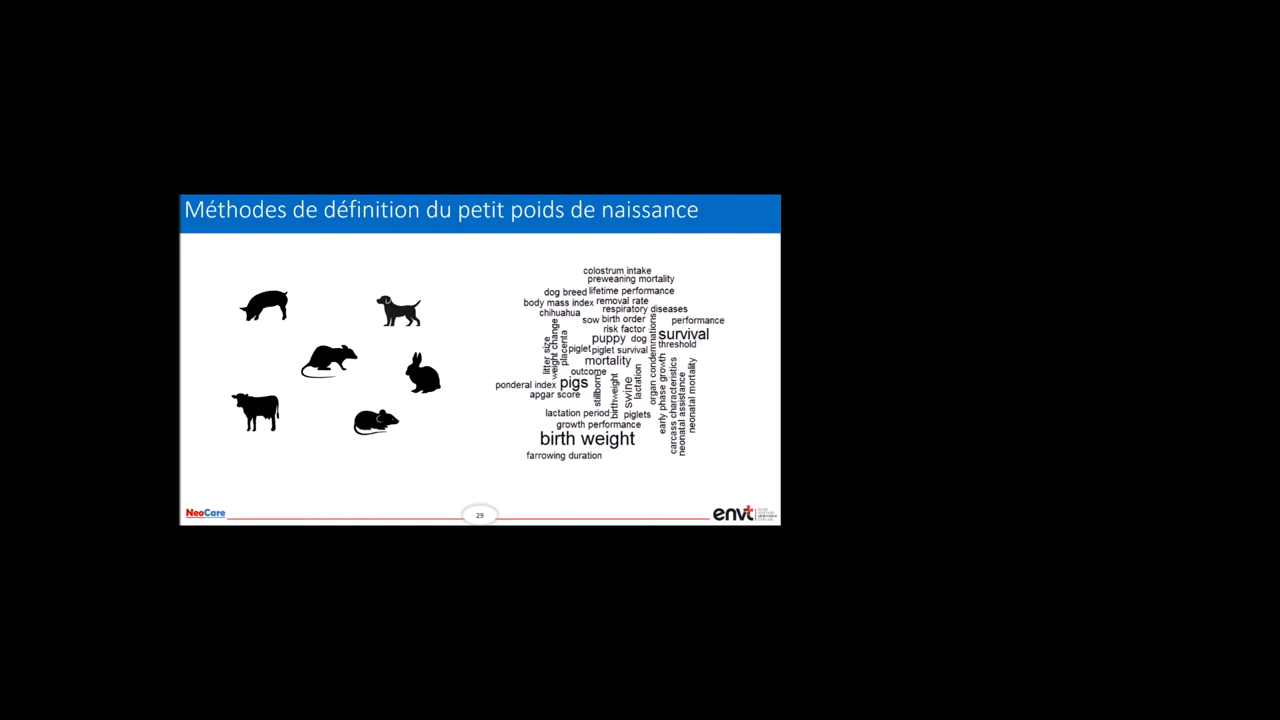 Méthodes de définition du petit poids de naissance
colostrum intake
preweaning mortality
dog breed
lifetime performance
body mass index
removal rate
chihuahua
respiratory diseases
sow
birth order
performance
risk factor
survival
puppy
dog
threshold
piglet
piglet survival
mortality
litter size
weight change
placenta
organ condemnations
outcome
ponderal index
pigs
apgar score
stillborn
birthweight
swine
lactation
early phase growth
carcass characteristics
neonatal assistance
neonatal mortality
lactation period
piglets
growth performance
birth weight
farrowing duration
NeoCare
29
envt